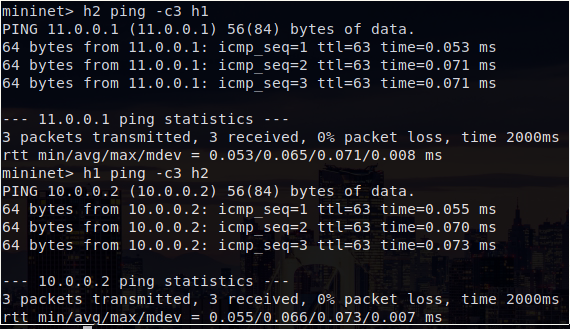 mininet> h2 ping -c3 h1
PING 11.0.0.1 (11.0.0.1) 56(84) bytes of data.
64 bytes from 11.0.0.1: icmp_seq=1 ttl=63 time=0.053 ms
64 bytes from 11.0.0.1: icmp_seq=2 ttl=63 time=0.071 ms
64 bytes from 11.0.0.1: icmp_seq=3 ttl=63 time=0.071 ms

--- 11.0.0.1 ping statistics ---
3 packets transmitted, 3 received, 0% packet loss, time 2000ms
rtt min/avg/max/mdev = 0.053/0.065/0.071/0.008 ms
mininet> h1 ping -c3 h2
PING 10.0.0.2 (10.0.0.2) 56(84) bytes of data.
64 bytes from 10.0.0.2: icmp_seq=1 ttl=63 time=0.055 ms
64 bytes from 10.0.0.2: icmp_seq=2 ttl=63 time=0.070 ms
64 bytes from 10.0.0.2: icmp_seq=3 ttl=63 time=0.073 ms

--- 10.0.0.2 ping statistics ---
3 packets transmitted, 3 received, 0% packet loss, time 2000ms
rtt min/avg/max/mdev = 0.055/0.066/0.073/0.007 ms